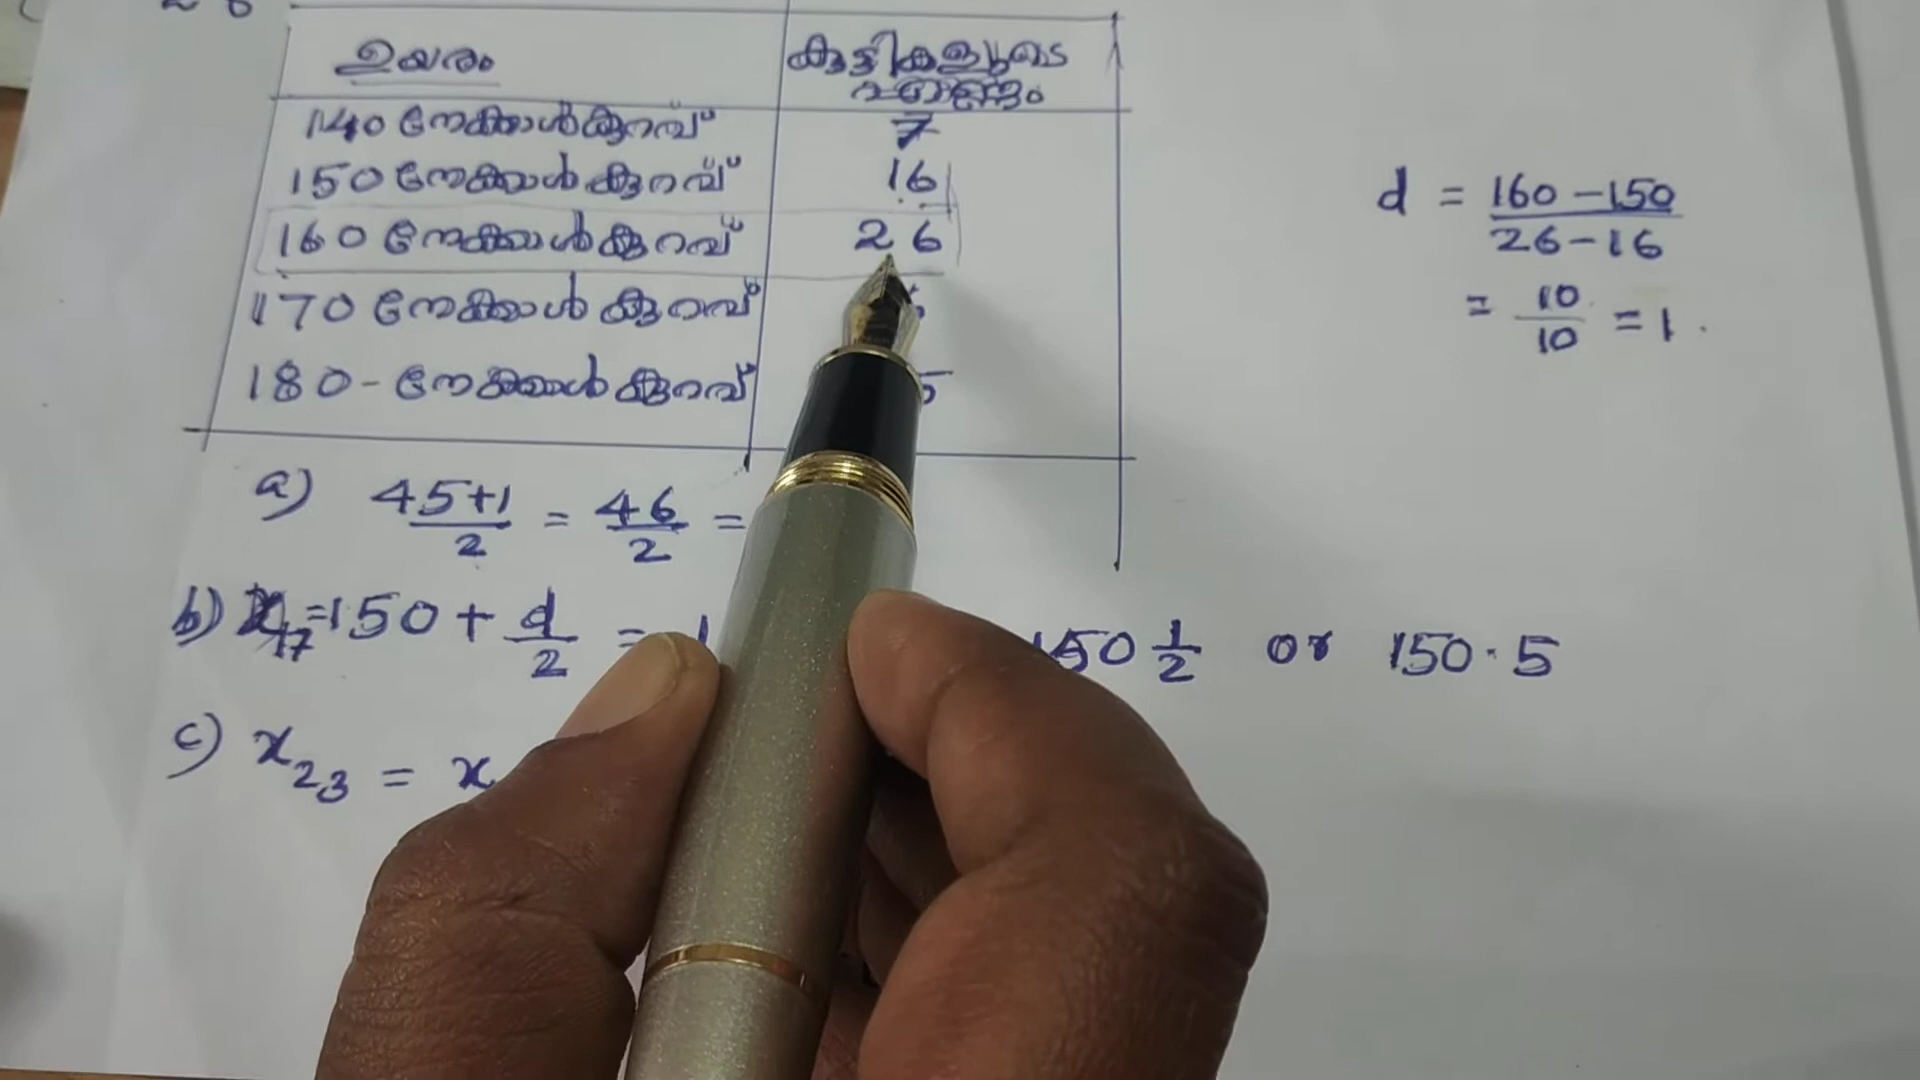 28
ഉയരം കുട്ടികളുടെ എണ്ണം
140 നേക്കാൾ കുറവ് 7
150 നേക്കാൾ കുറവ് 16
160 നേക്കാൾ കുറവ് 26
170 നേക്കാൾ കുറവ്
180 - നേക്കാൾ കുറവ് 5
d = 160 - 150 / 26 - 16
= 10 / 10 = 1 .
a) 45+1 / 2 = 46 / 2 =
b) x17 = 150 + d / 2 = 150 1/2 or 150.5
c) x23 = x